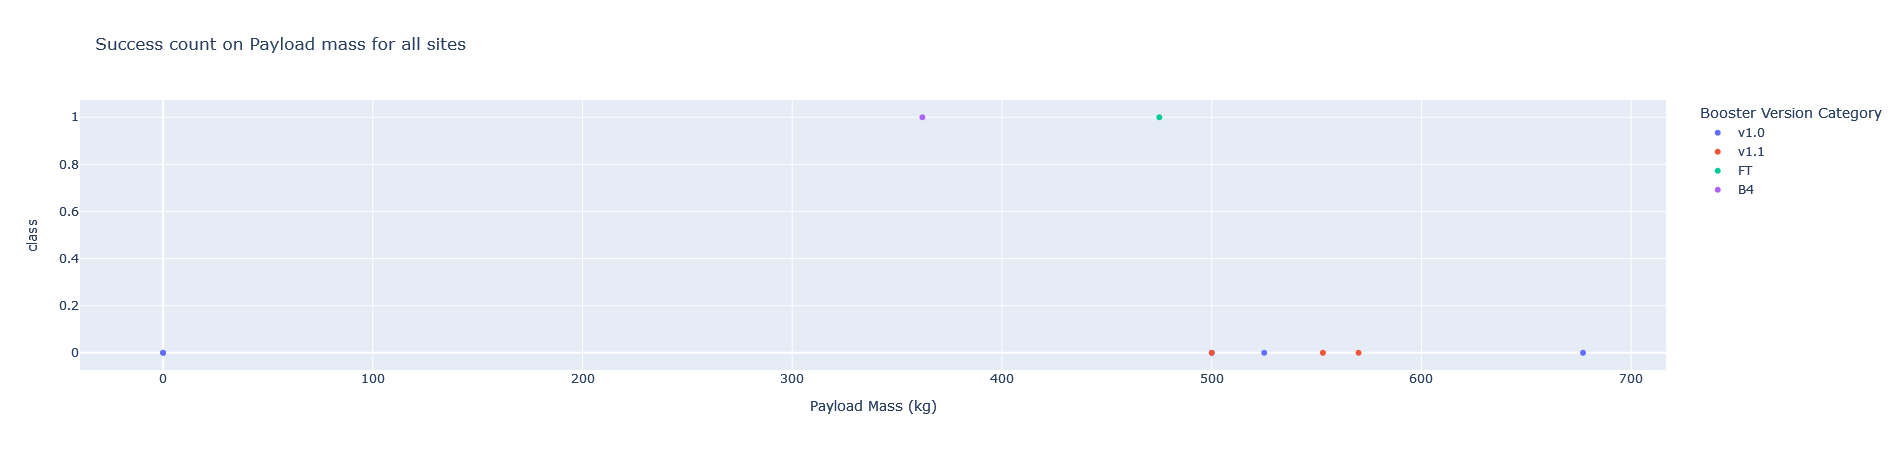 Success count on Payload mass for all sites
Booster Version Category
v1.0
v1.1
FT
B4
class
1
0.8
0.6
0.4
0.2
0
0 100 200 300 400 500 600 700
Payload Mass (kg)